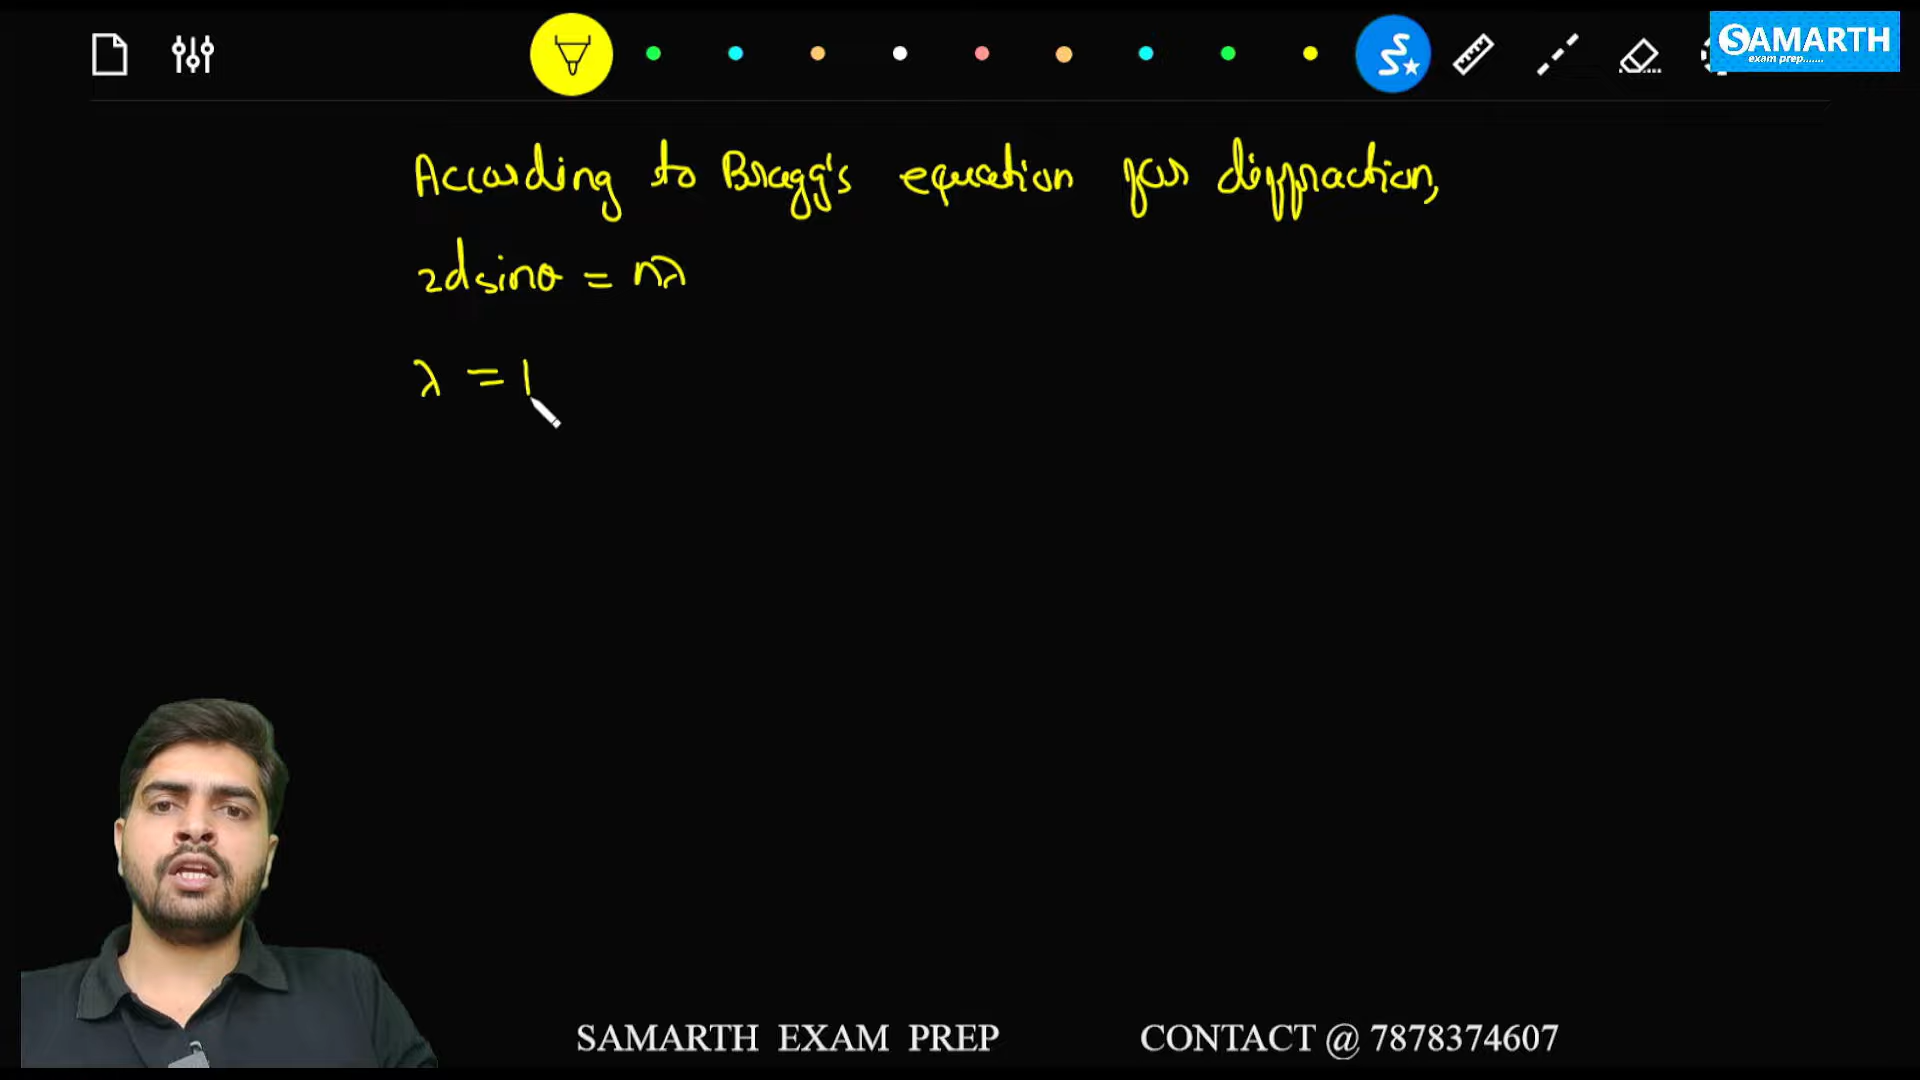 SAMARTH
exam prep.......
According to Bragg's equation for diffraction,
2dsinθ = nλ
λ = 1
SAMARTH EXAM PREP CONTACT @ 7878374607